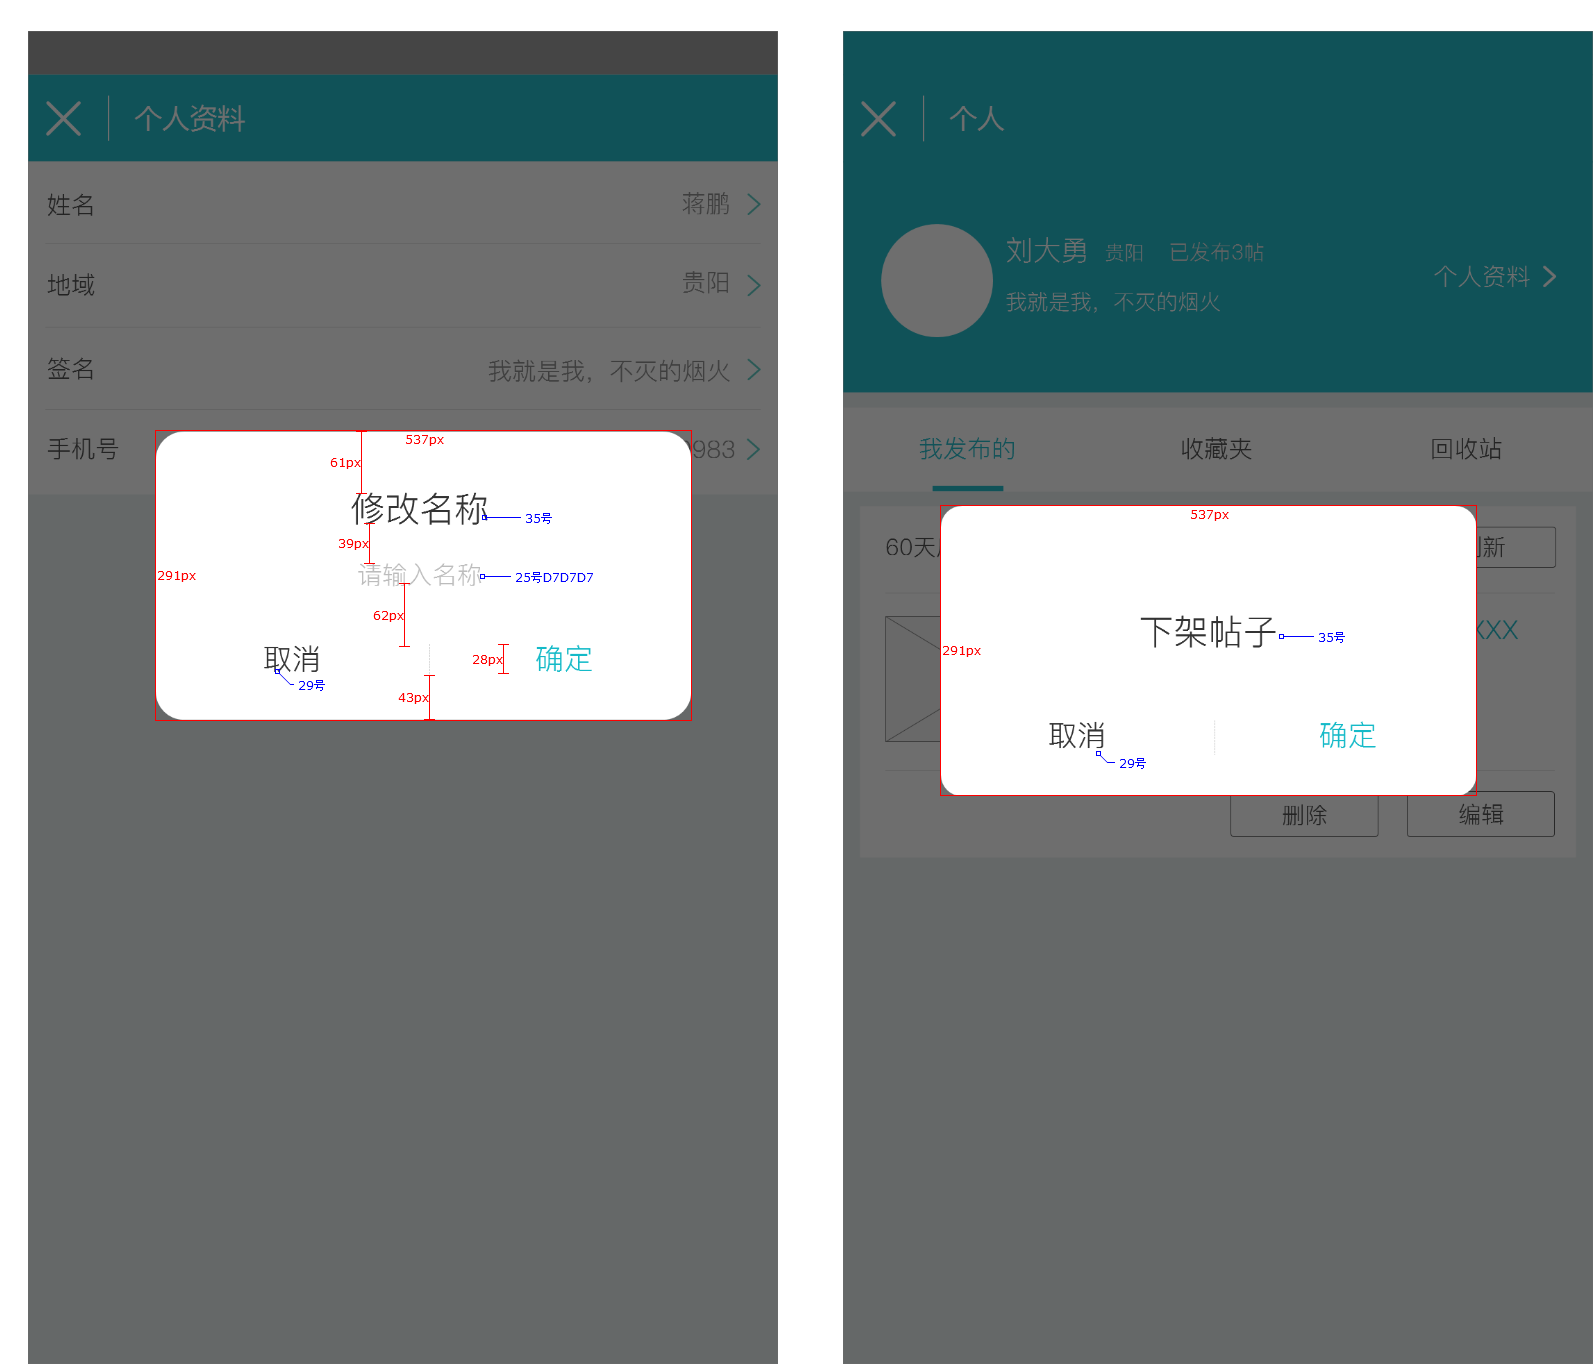 个人资料
姓名
蒋鹏
地域
贵阳
签名
我就是我，不灭的烟火
手机号
983
537px
61px
修改名称
35号
39px
291px
请输入名称
25号D7D7D7
62px
取消
28px
确定
29号
43px
个人
刘大勇 贵阳 已发布3帖
个人资料
我就是我，不灭的烟火
我发布的
收藏夹
回收站
537px
60天
新
下架帖子
35号
XXX
291px
取消
确定
29号
删除
编辑